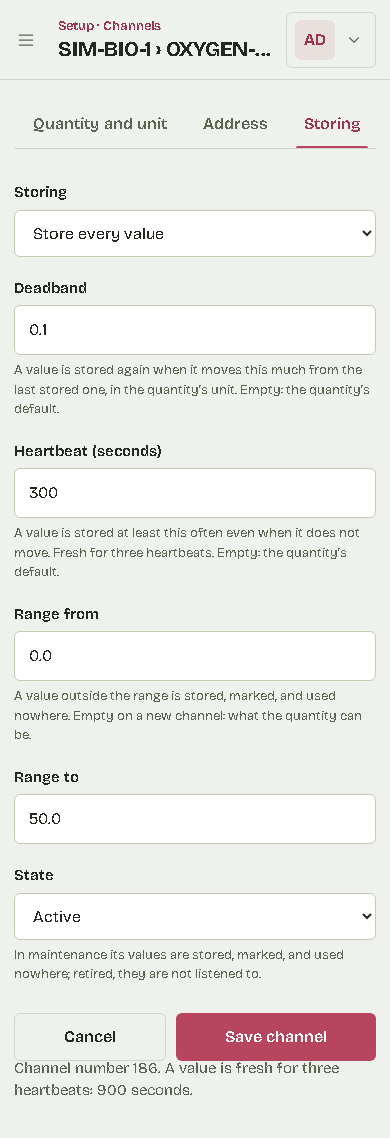 Setup · Channels
SIM-BIO-1 › OXYGEN-...
AD
Quantity and unit
Address
Storing
Storing
Store every value
Deadband
0.1
A value is stored again when it moves this much from the
last stored one, in the quantity's unit. Empty: the quantity's
default.
Heartbeat (seconds)
300
A value is stored at least this often even when it does not
move. Fresh for three heartbeats. Empty: the quantity's
default.
Range from
0.0
A value outside the range is stored, marked, and used
nowhere. Empty on a new channel: what the quantity can
be.
Range to
50.0
State
Active
In maintenance its values are stored, marked, and used
nowhere; retired, they are not listened to.
Cancel
Save channel
Channel number 186. A value is fresh for three
heartbeats: 900 seconds.